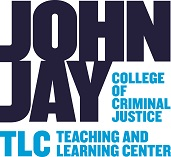 JOHN
JAY
COLLEGE
OF
CRIMINAL
JUSTICE
TLC TEACHING AND
LEARNING CENTER